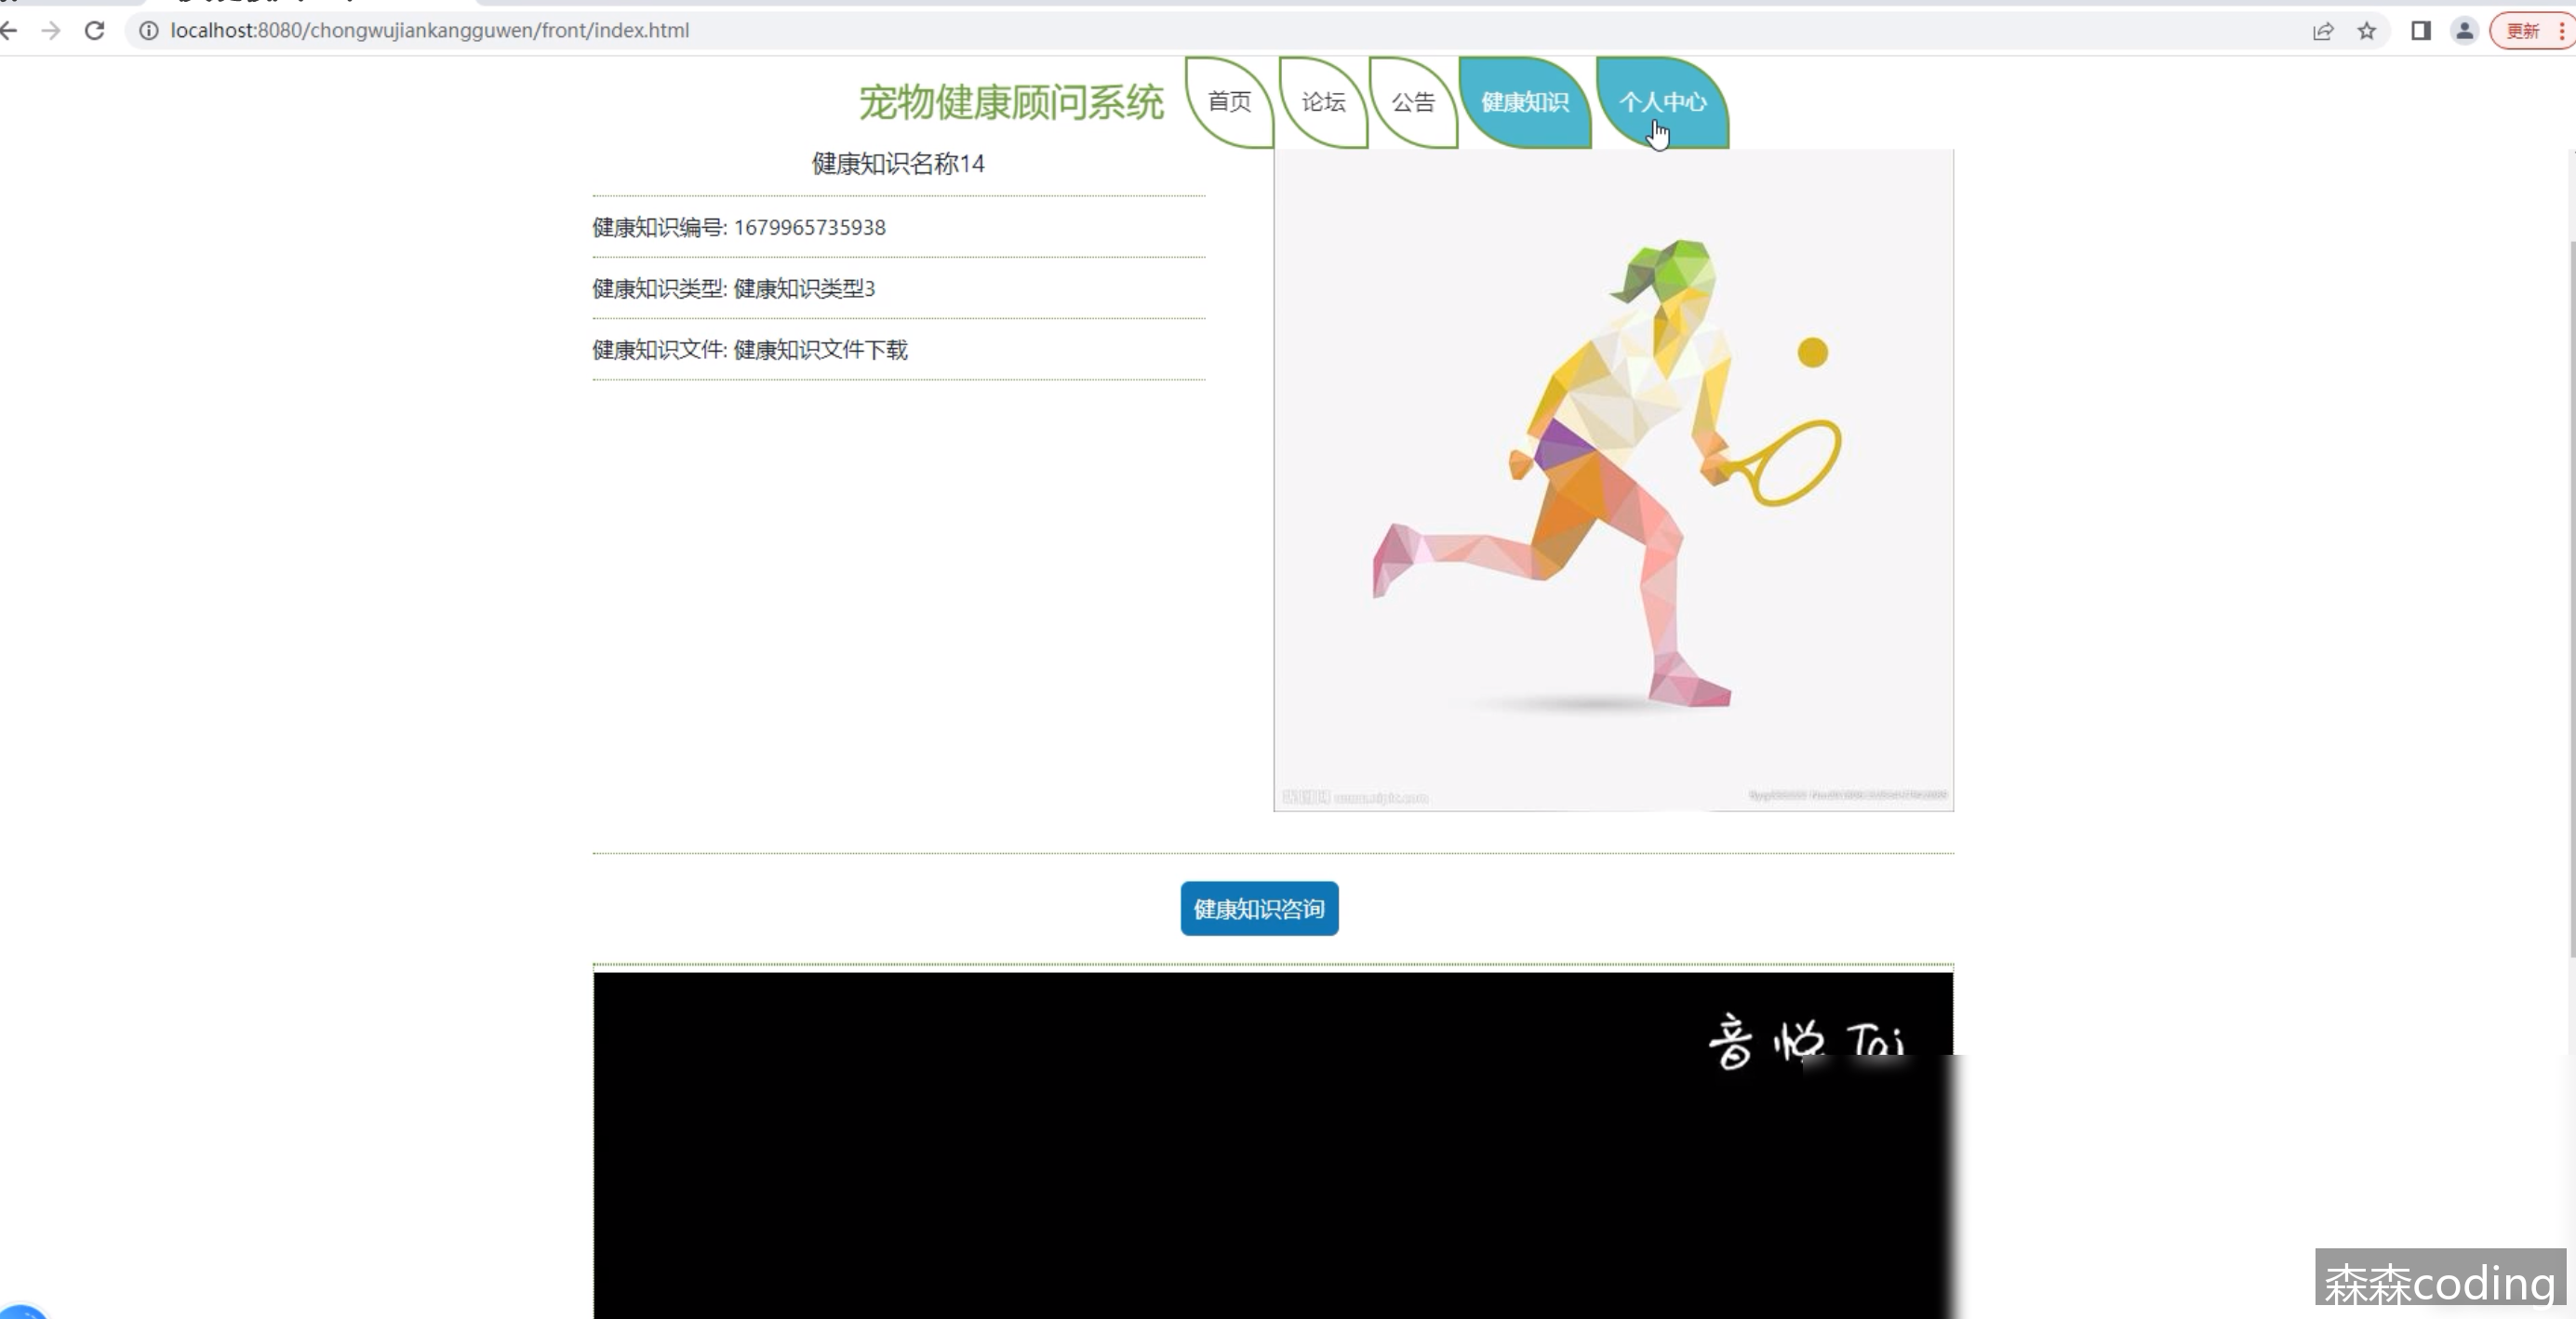 localhost:8080/chongwujiankangguwen/front/index.html
更新
宠物健康顾问系统
首页
论坛
公告
健康知识
个人中心
健康知识名称14
健康知识编号: 1679965735938
健康知识类型: 健康知识类型3
健康知识文件: 健康知识文件下载
健康知识咨询
音悦Tai
森森coding